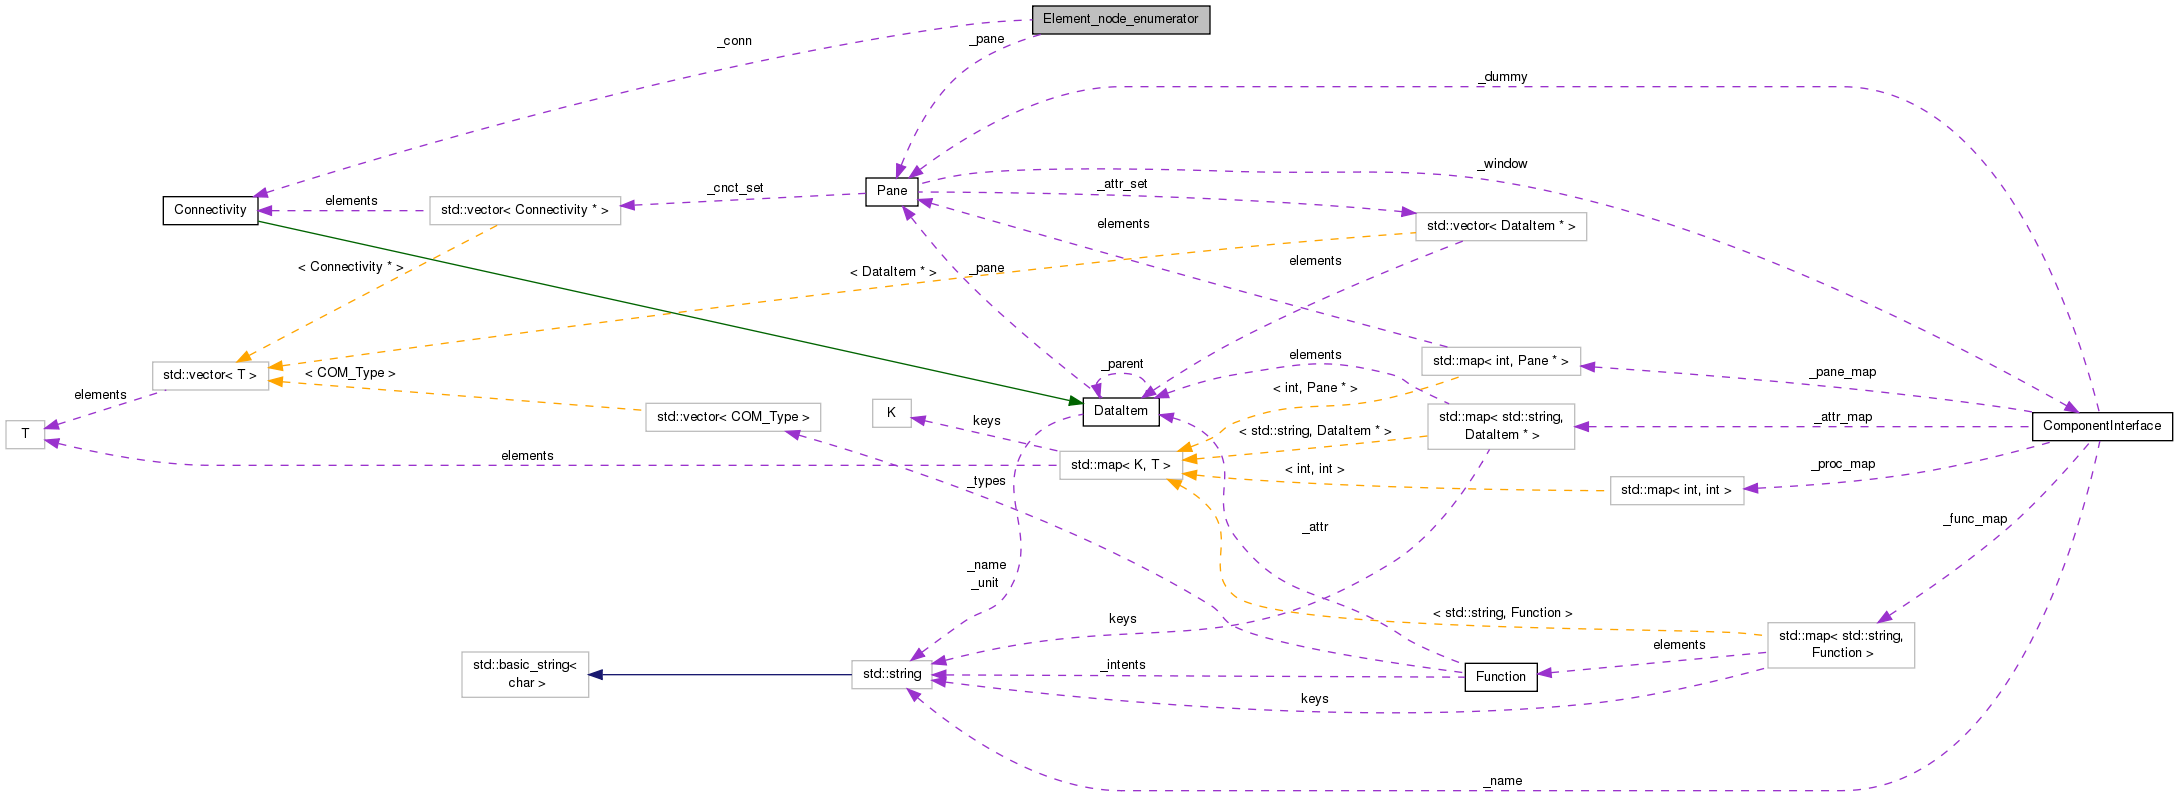 Element_node_enumerator
_conn
_pane
_dummy
_window
_cnct_set
_attr_set
Pane
Connectivity
elements
std::vector< Connectivity * >
elements
std::vector< DataItem * >
< Connectivity * >
< DataItem * >
_pane
elements
std::vector< T >
< COM_Type >
_parent
elements
std::map< int, Pane * >
_pane_map
elements
T
std::vector< COM_Type >
K
keys
DataItem
< int, Pane * >
std::map< std::string,
DataItem * >
_attr_map
ComponentInterface
< std::string, DataItem * >
elements
std::map< K, T >
< int, int >
_proc_map
_types
std::map< int, int >
_attr
_func_map
_name
_unit
keys
< std::string, Function >
std::map< std::string,
Function >
elements
std::basic_string<
char >
std::string
_intents
Function
keys
_name